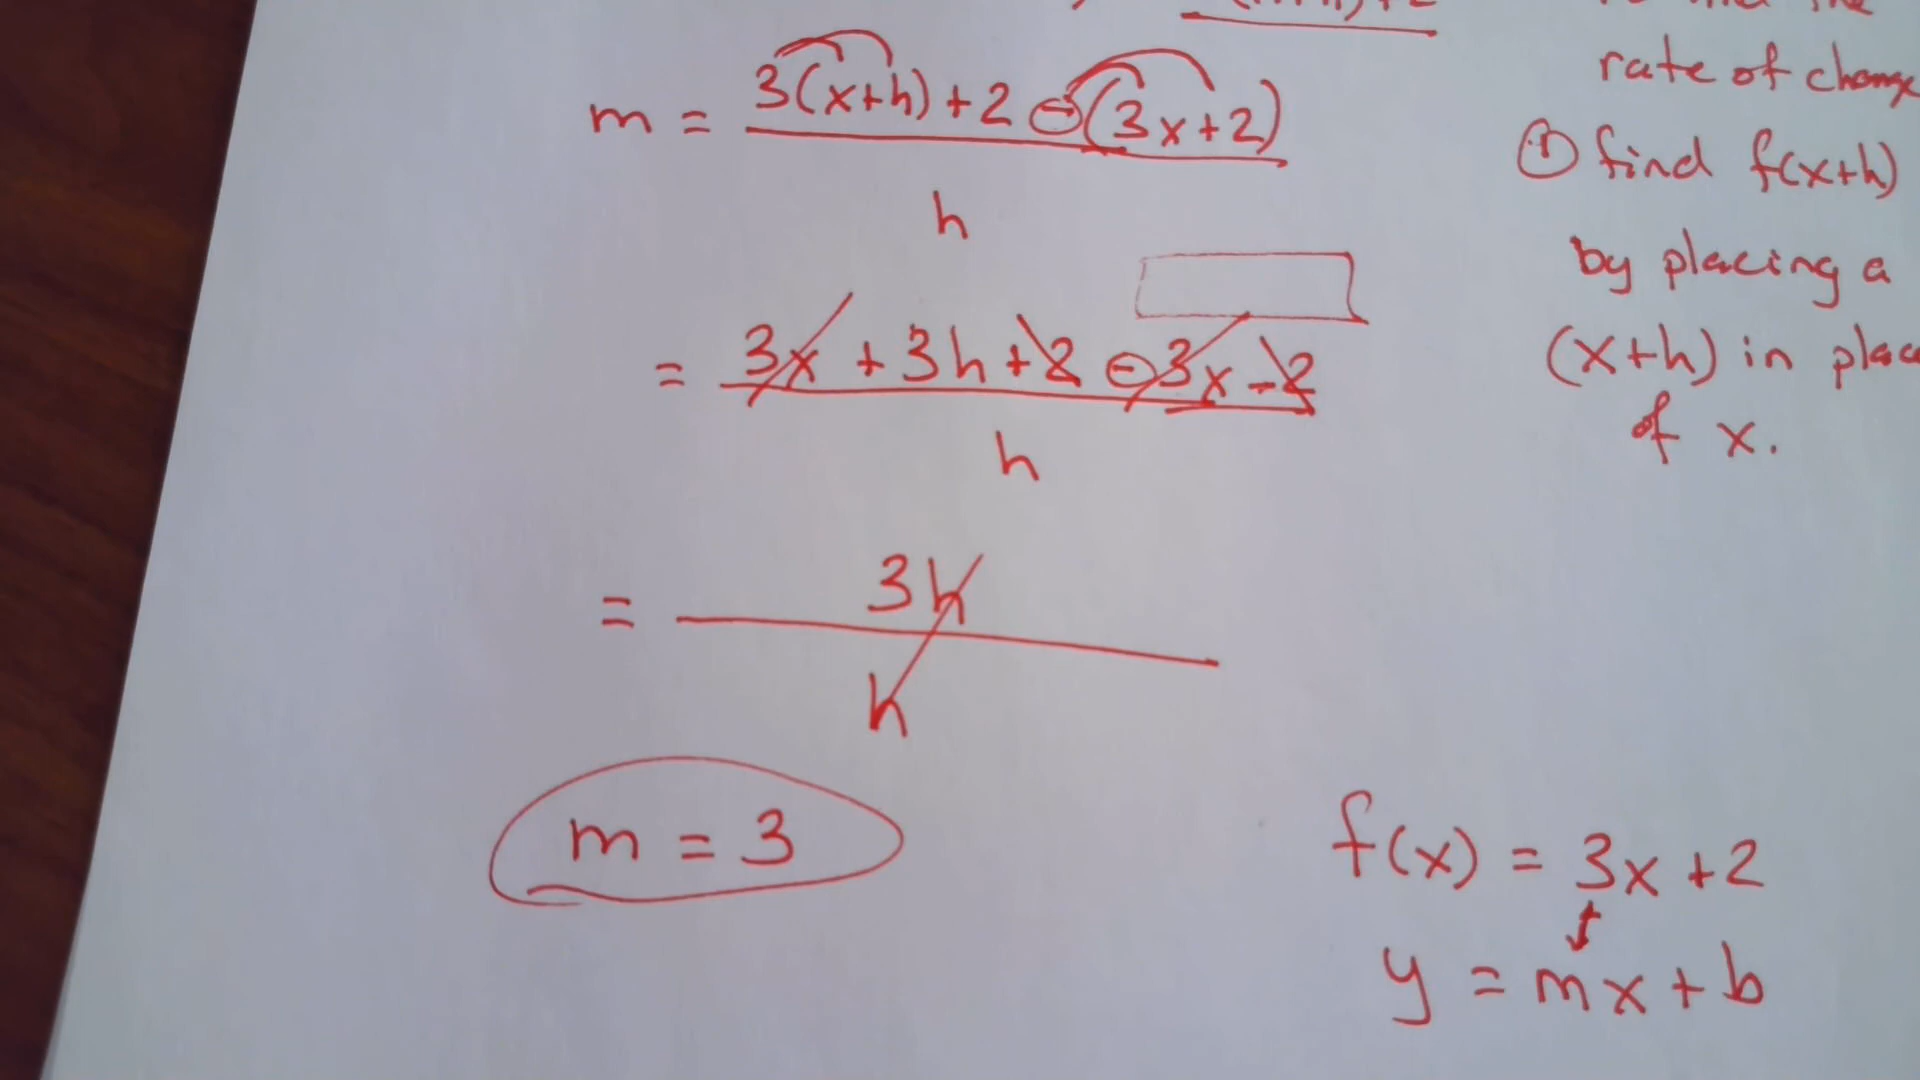 m = 3(x+h)+2-(3x+2)
h
= 3x + 3h+2-3x-2
h
= 3h
h
m = 3
rate of change
① find f(x+h)
by placing a
(x+h) in
of x.
f(x) = 3x+2
y = mx+b